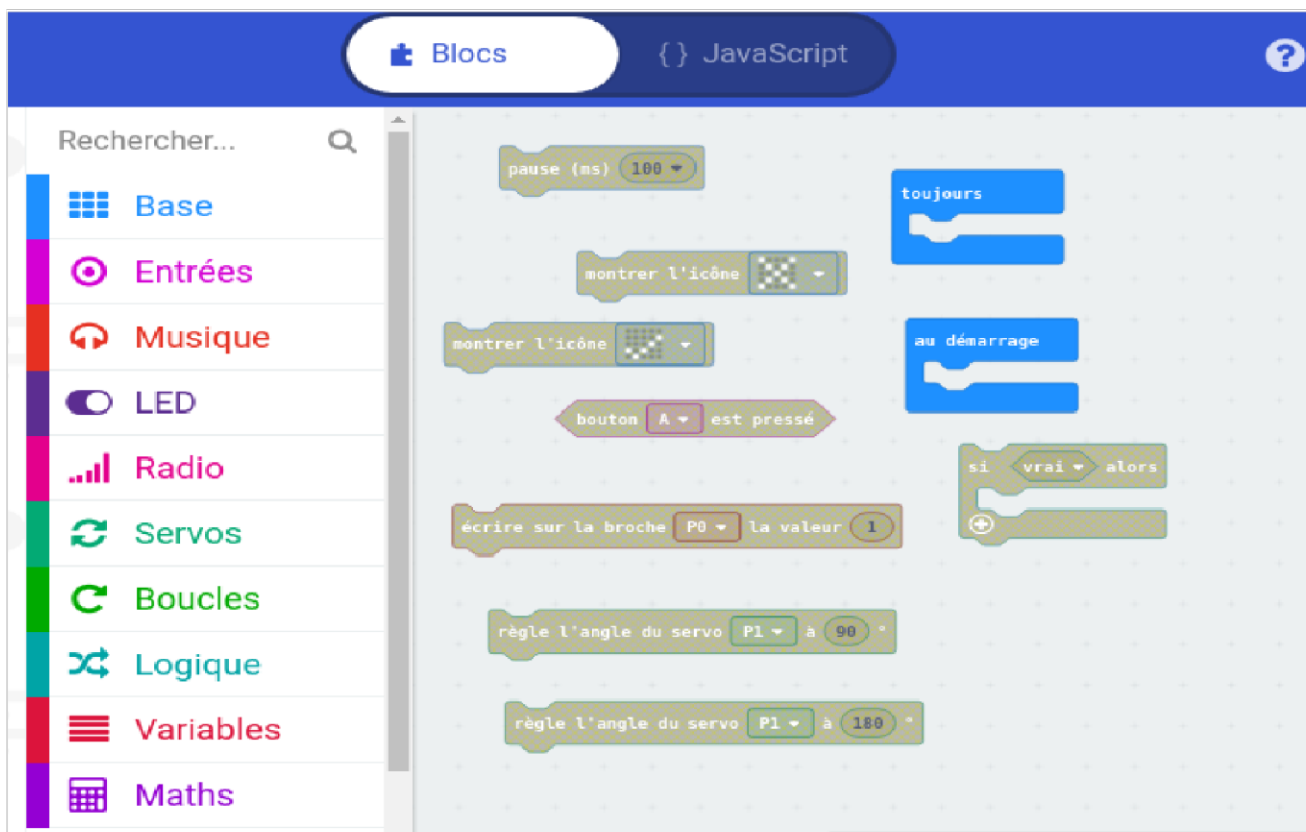 Blocs
{} JavaScript
?
Rechercher...
Base
Entrées
Musique
LED
Radio
Servos
Boucles
Logique
Variables
Maths
pause (ms) 100
toujours
montrer l'icône
montrer l'icône
au démarrage
bouton A est pressé
si vrai alors
écrire sur la broche P0 la valeur 1
règle l'angle du servo P1 à 90 °
règle l'angle du servo P1 à 180 °